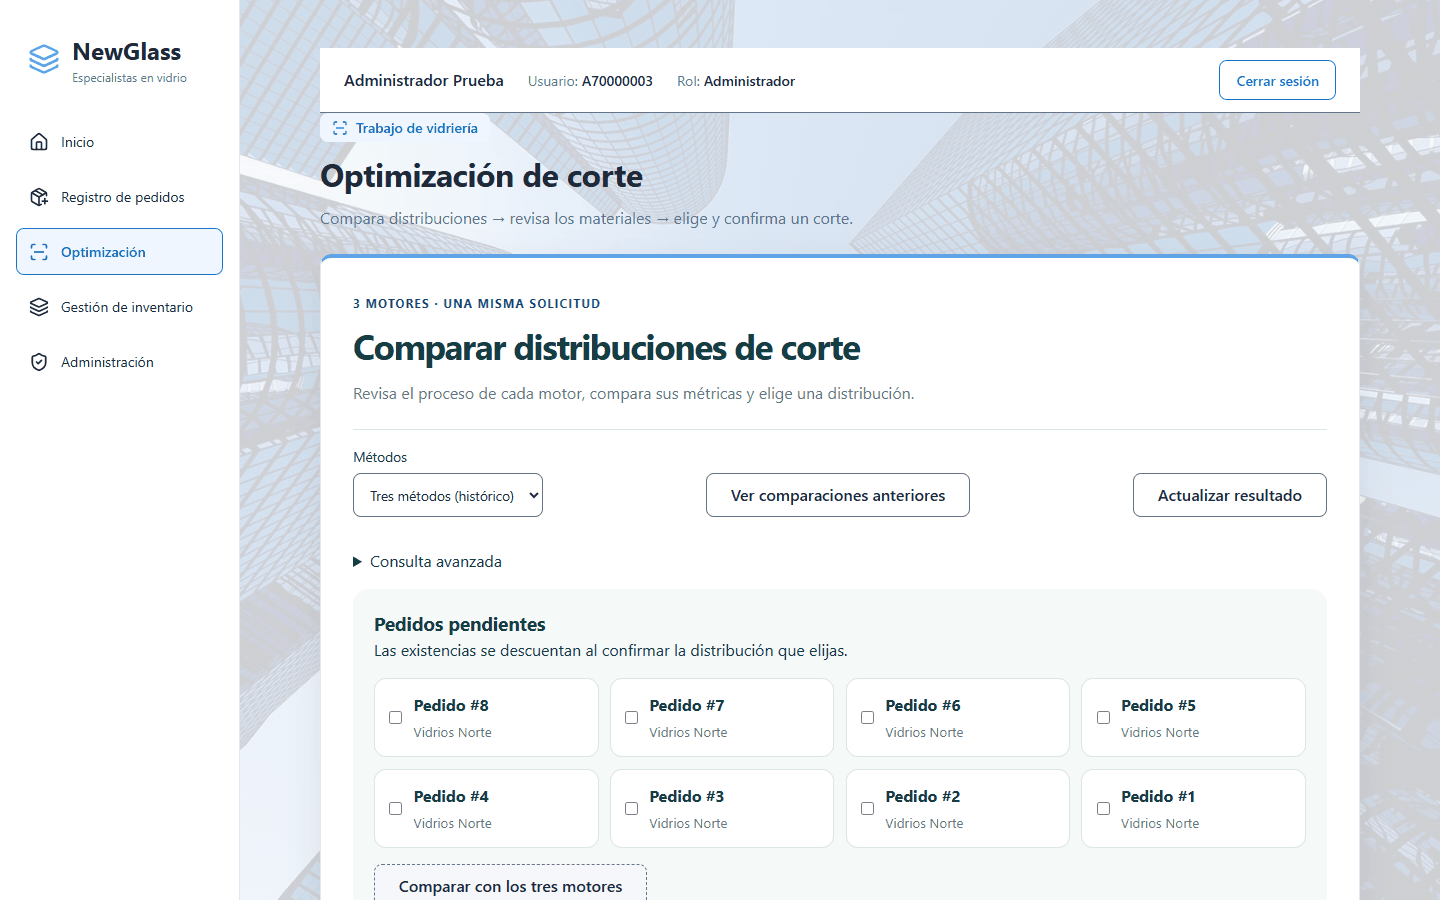 NewGlass
Especialistas en vidrio
Inicio
Registro de pedidos
Optimización
Gestión de inventario
Administración
Administrador Prueba Usuario: A70000003 Rol: Administrador Cerrar sesión
Trabajo de vidriería
Optimización de corte
Compara distribuciones → revisa los materiales → elige y confirma un corte.
3 MOTORES · UNA MISMA SOLICITUD
Comparar distribuciones de corte
Revisa el proceso de cada motor, compara sus métricas y elige una distribución.
Métodos
Tres métodos (histórico) Ver comparaciones anteriores Actualizar resultado
Consulta avanzada
Pedidos pendientes
Las existencias se descuentan al confirmar la distribución que elijas.
Pedido #8 Pedido #7 Pedido #6 Pedido #5
Vidrios Norte Vidrios Norte Vidrios Norte Vidrios Norte
Pedido #4 Pedido #3 Pedido #2 Pedido #1
Vidrios Norte Vidrios Norte Vidrios Norte Vidrios Norte
Comparar con los tres motores